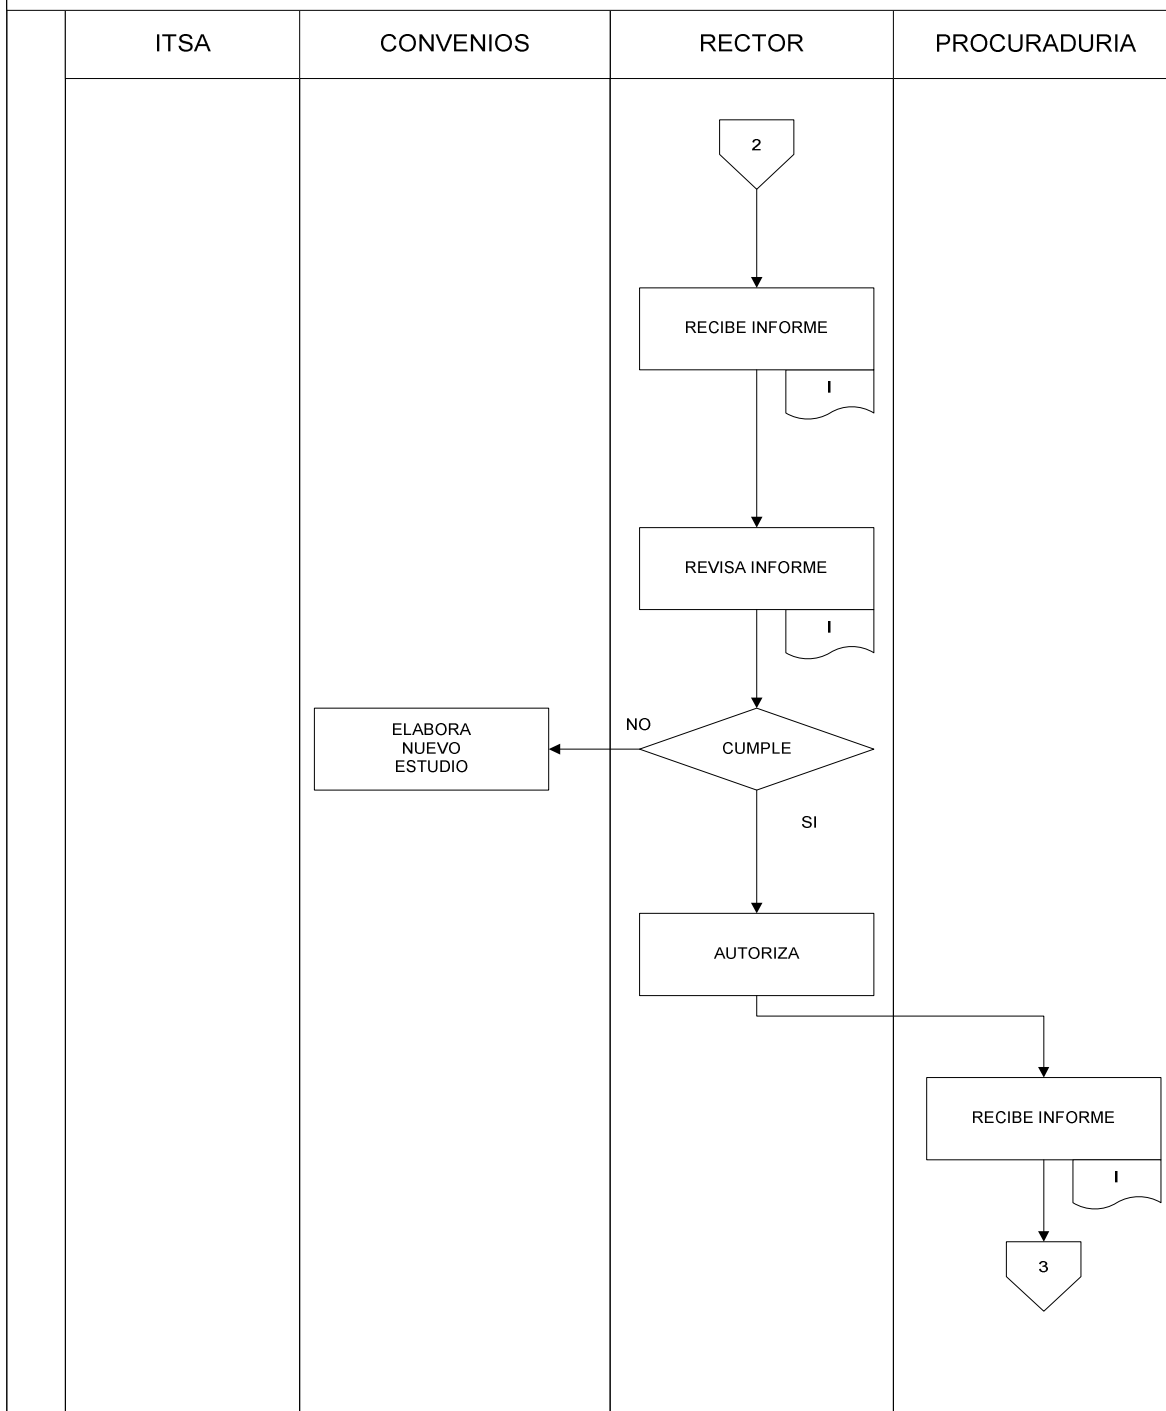 ITSA
CONVENIOS
RECTOR
PROCURADURIA
2
RECIBE INFORME
I
REVISA INFORME
I
NO
ELABORA
NUEVO
ESTUDIO
CUMPLE
SI
AUTORIZA
RECIBE INFORME
I
3